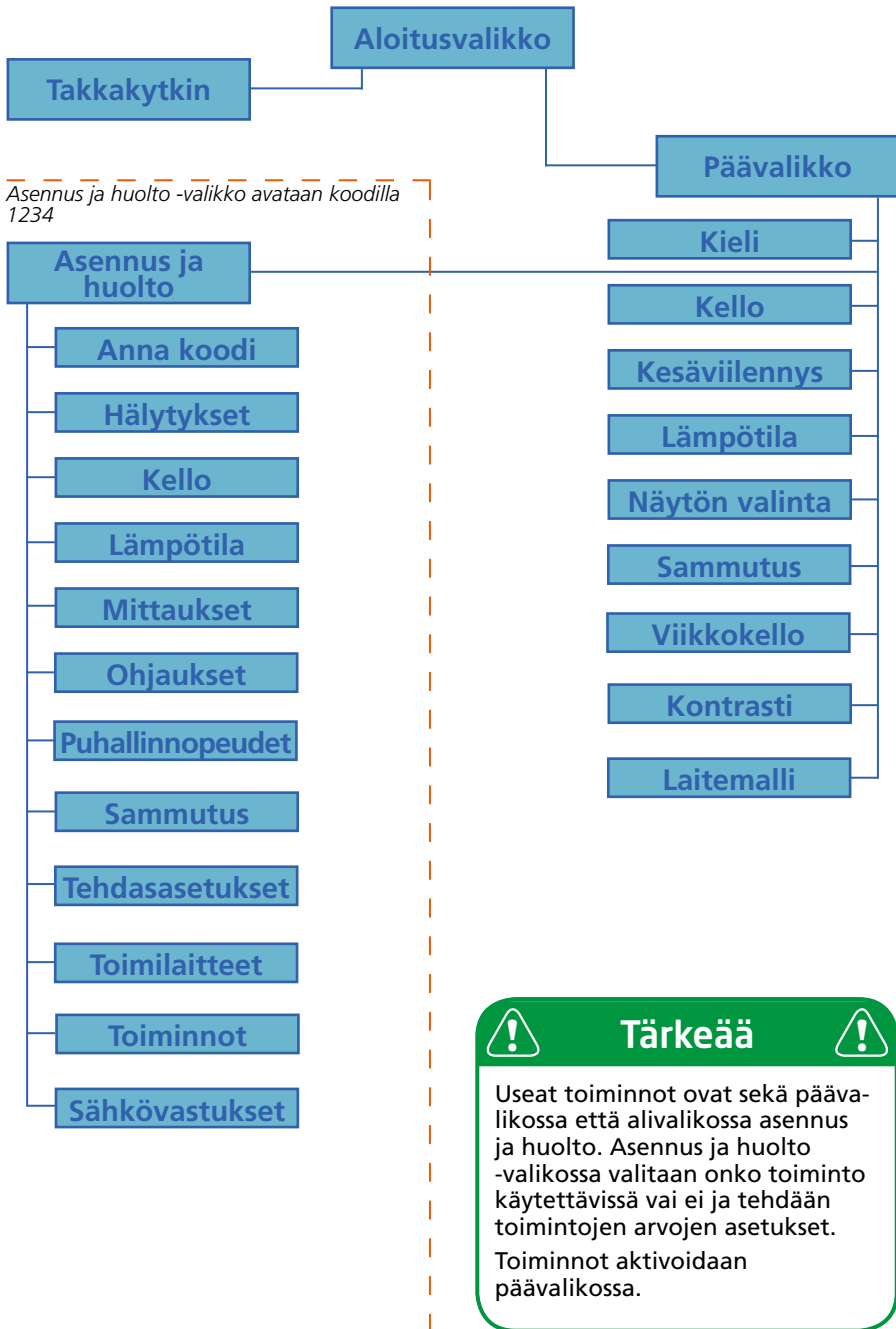 Aloitusvalikko
Takkakytkin
Päävalikko
Asennus ja huolto -valikko avataan koodilla
1234
Asennus ja
huolto
Anna koodi
Hälytykset
Kello
Lämpötila
Mittaukset
Ohjaukset
Puhallinnopeudet
Sammutus
Tehdasasetukset
Toimilaitteet
Toiminnot
Sähkövastukset
Kieli
Kello
Kesäviilennys
Lämpötila
Näytön valinta
Sammutus
Viikkokello
Kontrasti
Laitemalli
Tärkeää
Useat toiminnot ovat sekä pääva-
likossa että alivalikossa asennus
ja huolto. Asennus ja huolto
-valikossa valitaan onko toiminto
käytettävissä vai ei ja tehdään
toimintojen arvojen asetukset.
Toiminnot aktivoidaan
päävalikossa.